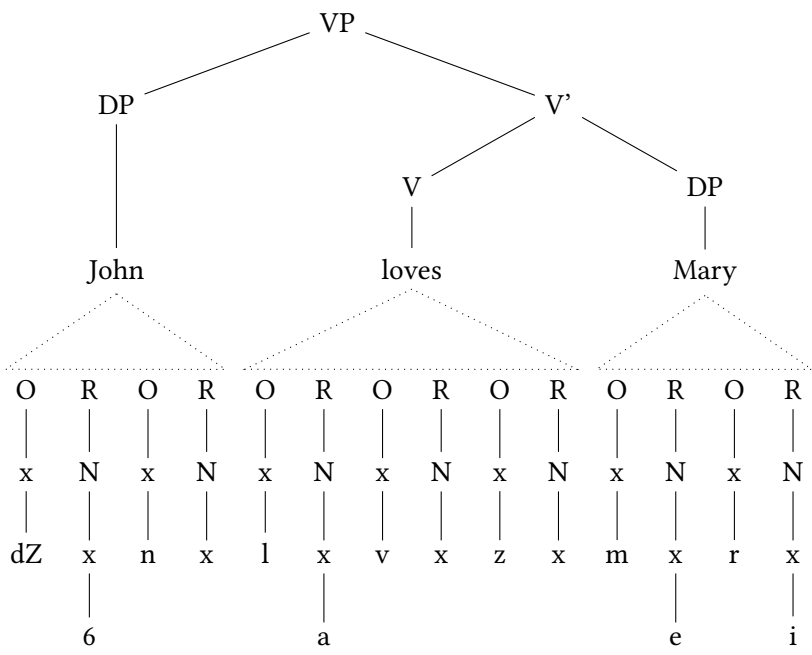 VP
DP V’
V DP
John loves Mary
O R O R O R O R O R O R O R
x N x N x N x N x N x N x N
dZ x n x l x v x z x m x r x
6 a e i